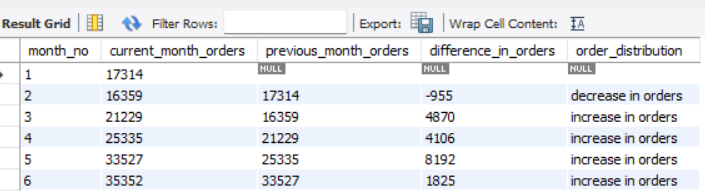 Result Grid Filter Rows: Export: Wrap Cell Content: IA
month_no current_month_orders previous_month_orders difference_in_orders order_distribution
1 17314 NULL NULL NULL
2 16359 17314 -955 decrease in orders
3 21229 16359 4870 increase in orders
4 25335 21229 4106 increase in orders
5 33527 25335 8192 increase in orders
6 35352 33527 1825 increase in orders